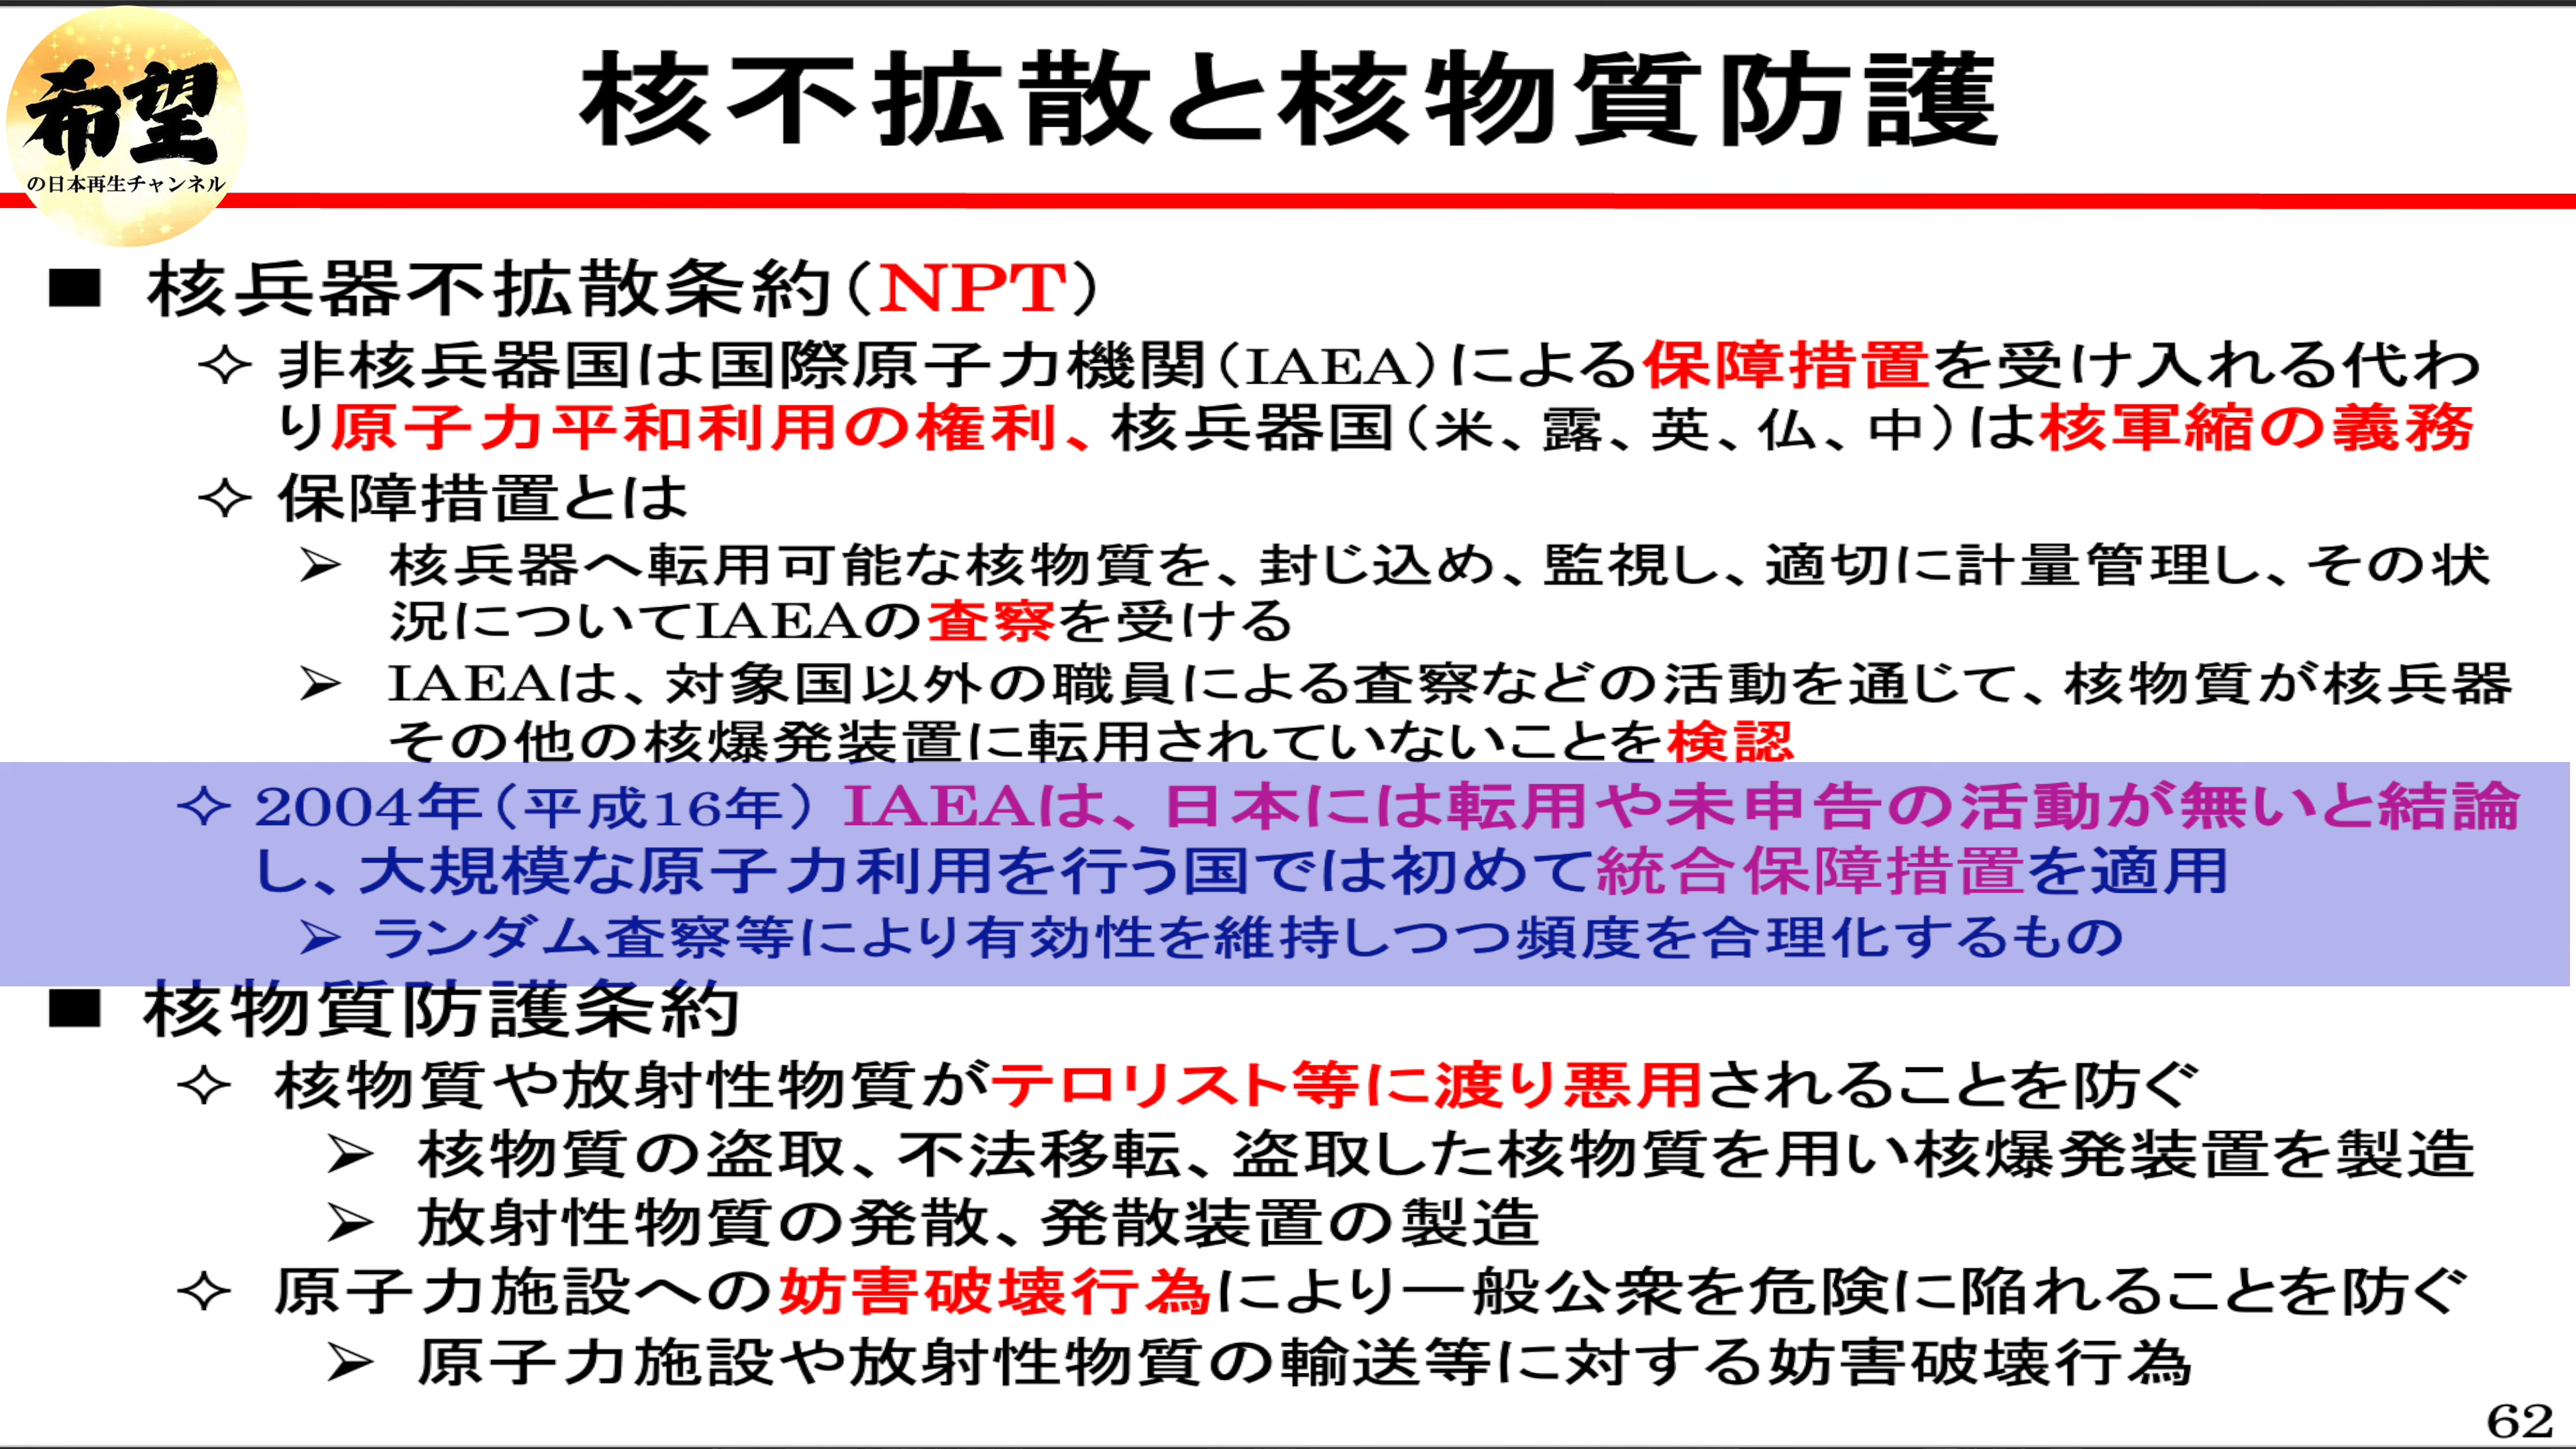 希望
の日本再生チャンネル
核不拡散と核物質防護
■ 核兵器不拡散条約（NPT）
✧ 非核兵器国は国際原子力機関（IAEA）による保障措置を受け入れる代わ
り原子力平和利用の権利、核兵器国（米、露、英、仏、中）は核軍縮の義務
✧ 保障措置とは
➢ 核兵器へ転用可能な核物質を、封じ込め、監視し、適切に計量管理し、その状
況についてIAEAの査察を受ける
➢ IAEAは、対象国以外の職員による査察などの活動を通じて、核物質が核兵器
その他の核爆発装置に転用されていないことを検認
✧ 2004年（平成16年）IAEAは、日本には転用や未申告の活動が無いと結論
し、大規模な原子力利用を行う国では初めて統合保障措置を適用
➢ ランダム査察等により有効性を維持しつつ頻度を合理化するもの
■ 核物質防護条約
✧ 核物質や放射性物質がテロリスト等に渡り悪用されることを防ぐ
➢ 核物質の盗取、不法移転、盗取した核物質を用い核爆発装置を製造
➢ 放射性物質の発散、発散装置の製造
✧ 原子力施設への妨害破壊行為により一般公衆を危険に陥れることを防ぐ
➢ 原子力施設や放射性物質の輸送等に対する妨害破壊行為
62